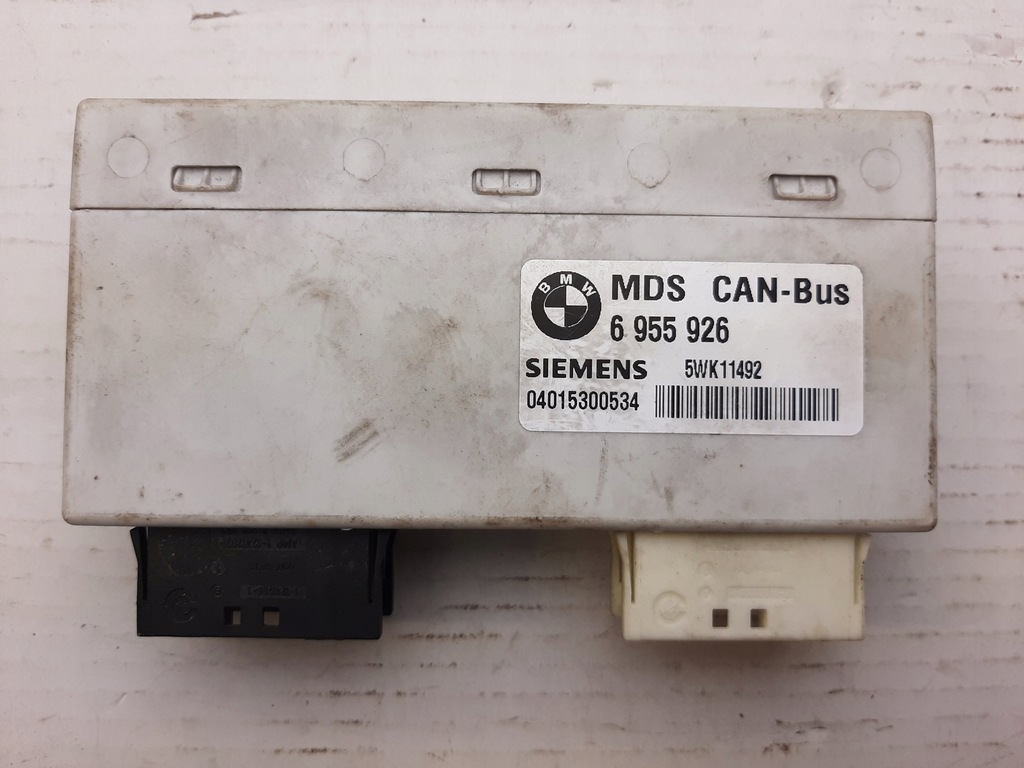 BMW
MDS CAN-Bus
6 955 926
SIEMENS 5WK11492
04015300534